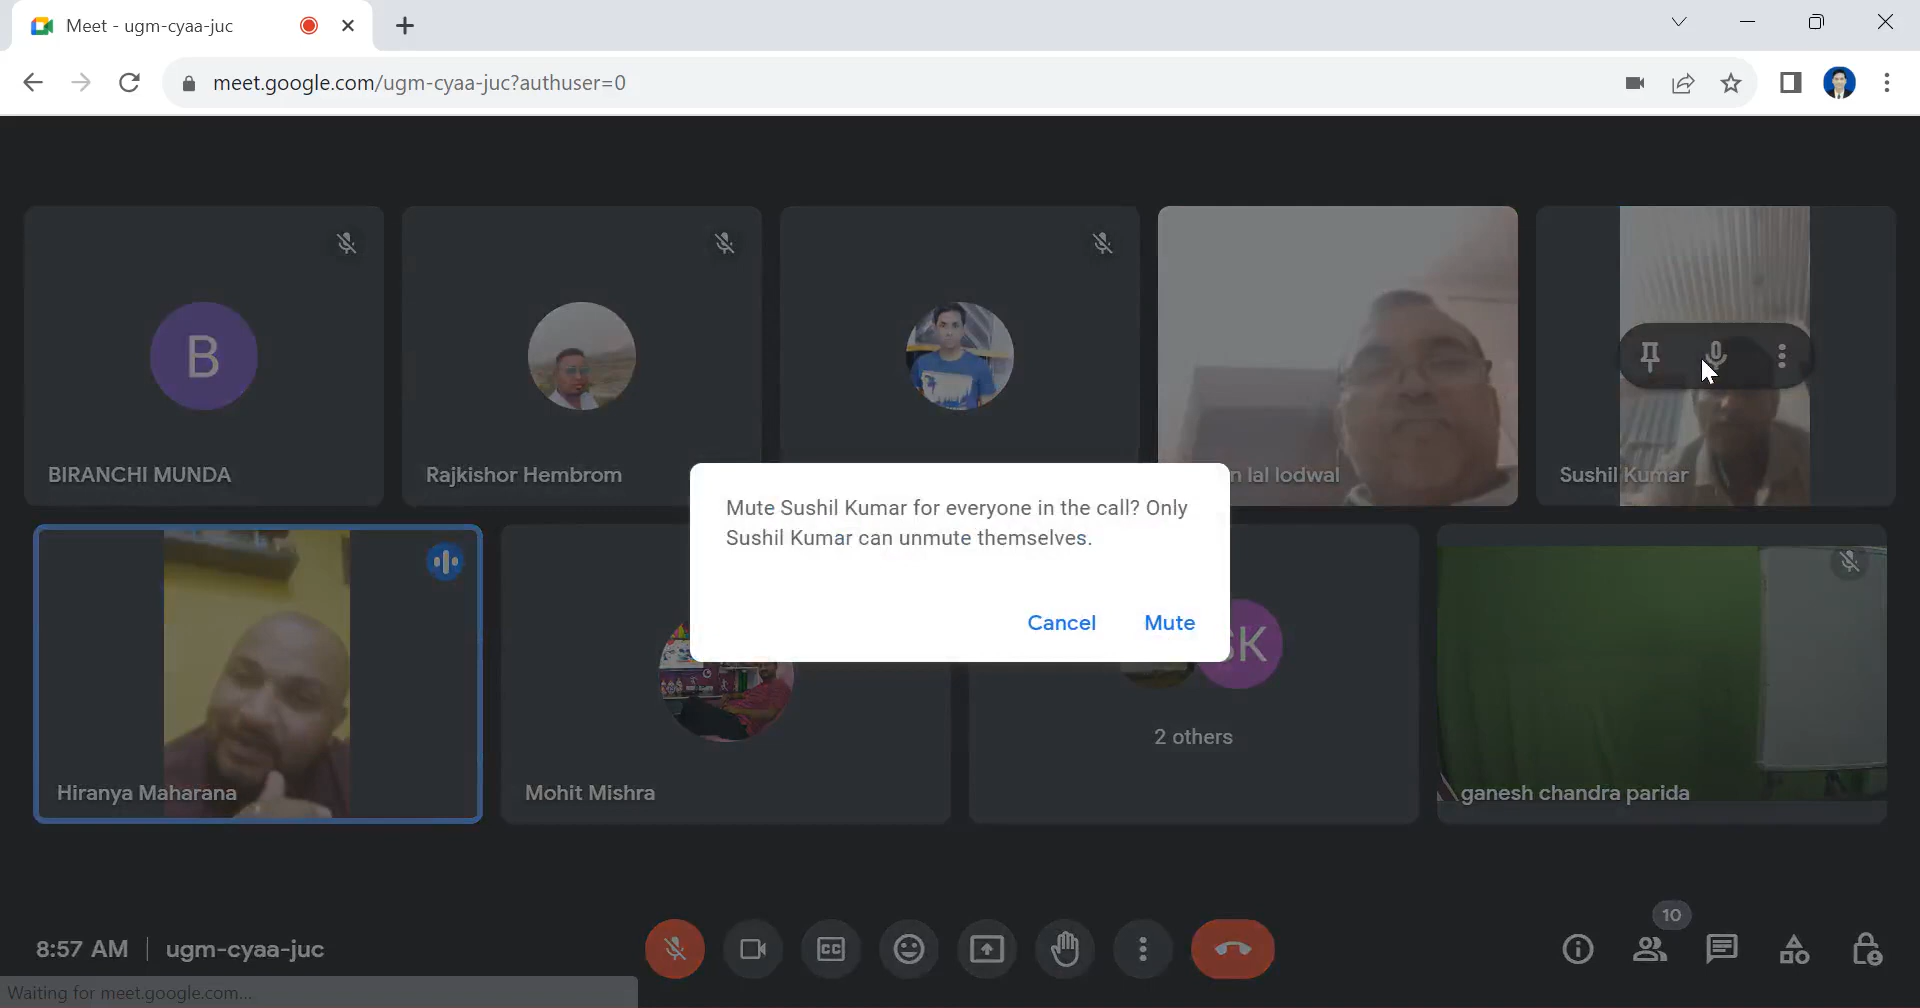 Meet - ugm-cyaa-juc
meet.google.com/ugm-cyaa-juc?authuser=0
B
BIRANCHI MUNDA
Rajkishor Hembrom
n lal lodwal
Sushil Kumar
Mute Sushil Kumar for everyone in the call? Only
Sushil Kumar can unmute themselves.
Cancel
Mute
Hiranya Maharana
Mohit Mishra
SK
2 others
ganesh chandra parida
8:57 AM
ugm-cyaa-juc
CC
10
Waiting for meet.google.com...